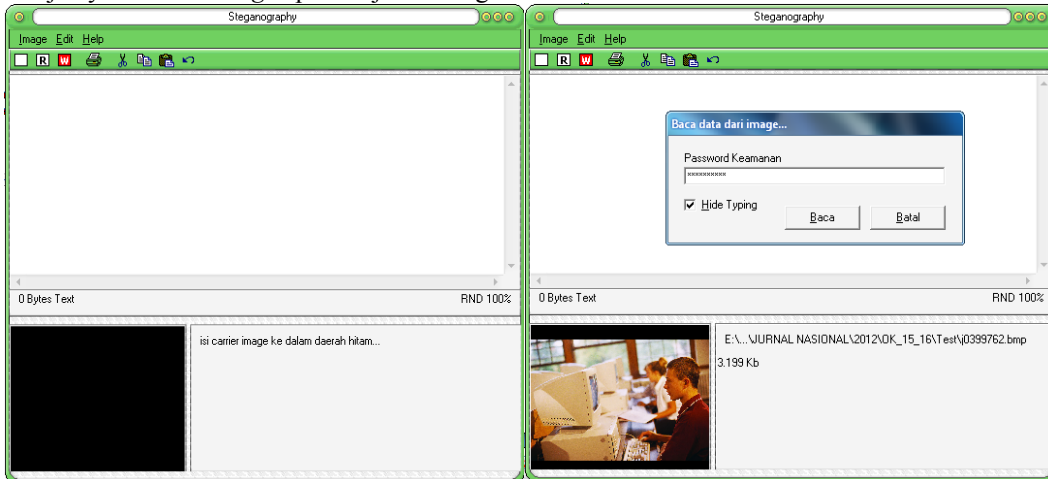 Steganography
Image Edit Help
R W
0 Bytes Text RND 100%
isi carrier image ke dalam daerah hitam...
Steganography
Image Edit Help
R W
Baca data dari image...
Password Keamanan
**********
Hide Typing
Baca Batal
0 Bytes Text RND 100%
E:\...\JURNAL NASIONAL\2012\OK_15_16\Test\j0399762.bmp
3.199 Kb